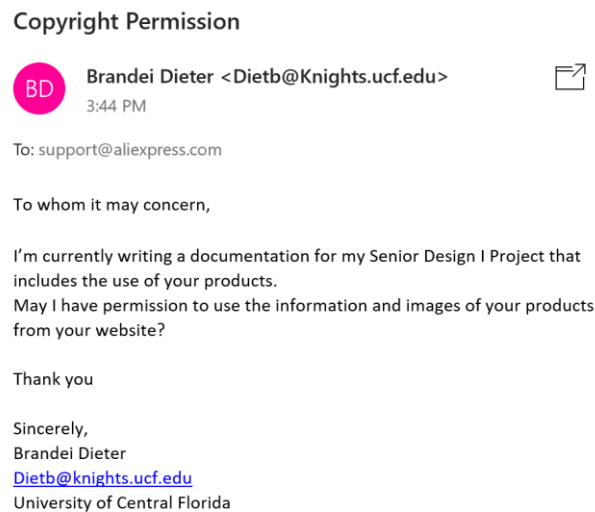 Copyright Permission
BD
Brandei Dieter <Dietb@Knights.ucf.edu>
3:44 PM
To: support@aliexpress.com
To whom it may concern,
I'm currently writing a documentation for my Senior Design I Project that
includes the use of your products.
May I have permission to use the information and images of your products
from your website?
Thank you
Sincerely,
Brandei Dieter
Dietb@knights.ucf.edu
University of Central Florida